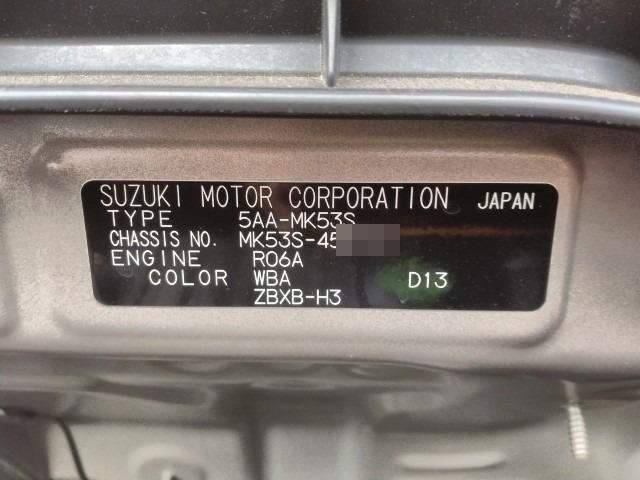 SUZUKI MOTOR CORPORATION JAPAN
TYPE 5AA-MK53S
CHASSIS NO. MK53S-45
ENGINE R06A
COLOR WBA D13
ZBXB-H3